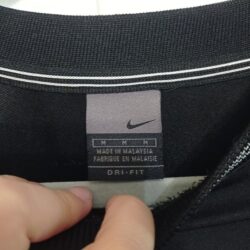 M M M
MADE IN MALAYSIA
FABRIQUE EN MALAISIE
DRI-FIT